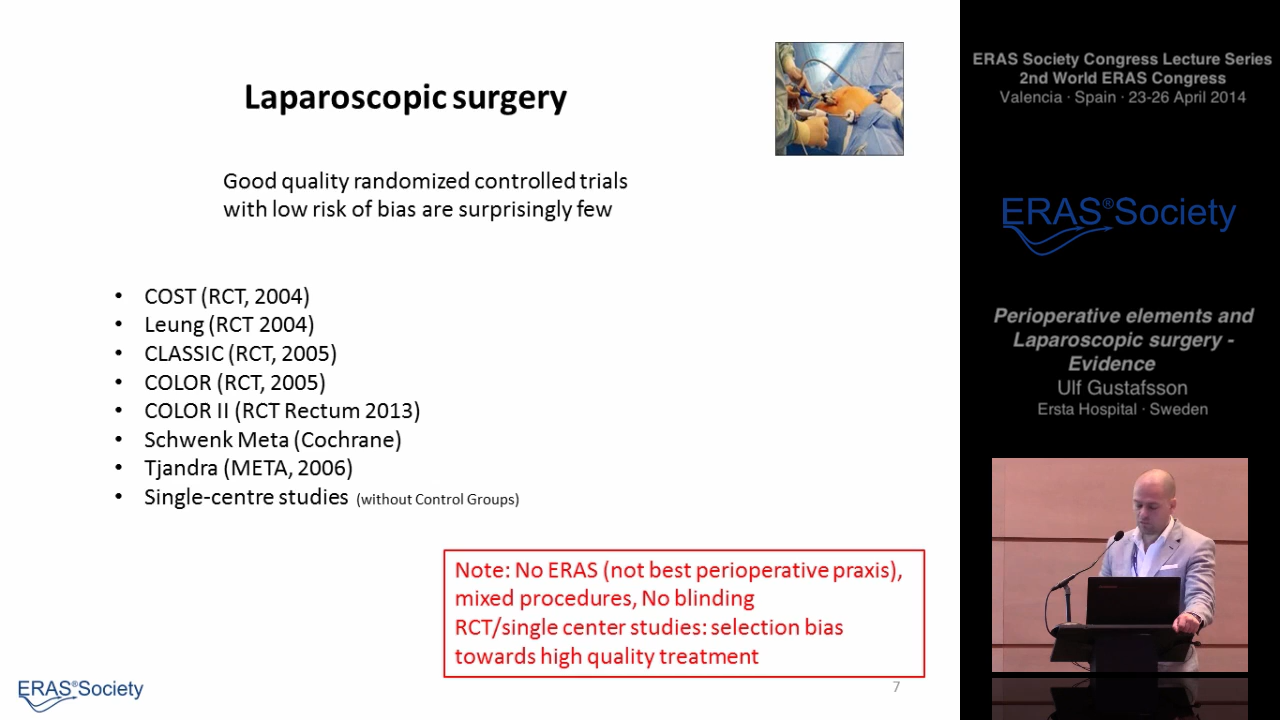 Laparoscopic surgery
Good quality randomized controlled trials
with low risk of bias are surprisingly few
• COST (RCT, 2004)
• Leung (RCT 2004)
• CLASSIC (RCT, 2005)
• COLOR (RCT, 2005)
• COLOR II (RCT Rectum 2013)
• Schwenk Meta (Cochrane)
• Tjandra (META, 2006)
• Single-centre studies (without Control Groups)
Note: No ERAS (not best perioperative praxis),
mixed procedures, No blinding
RCT/single center studies: selection bias
towards high quality treatment
7
ERAS®Society
ERAS Society Congress Lecture Series
2nd World ERAS Congress
Valencia · Spain · 23-26 April 2014
ERAS®Society
Perioperative elements and
Laparoscopic surgery -
Evidence
Ulf Gustafsson
Ersta Hospital · Sweden